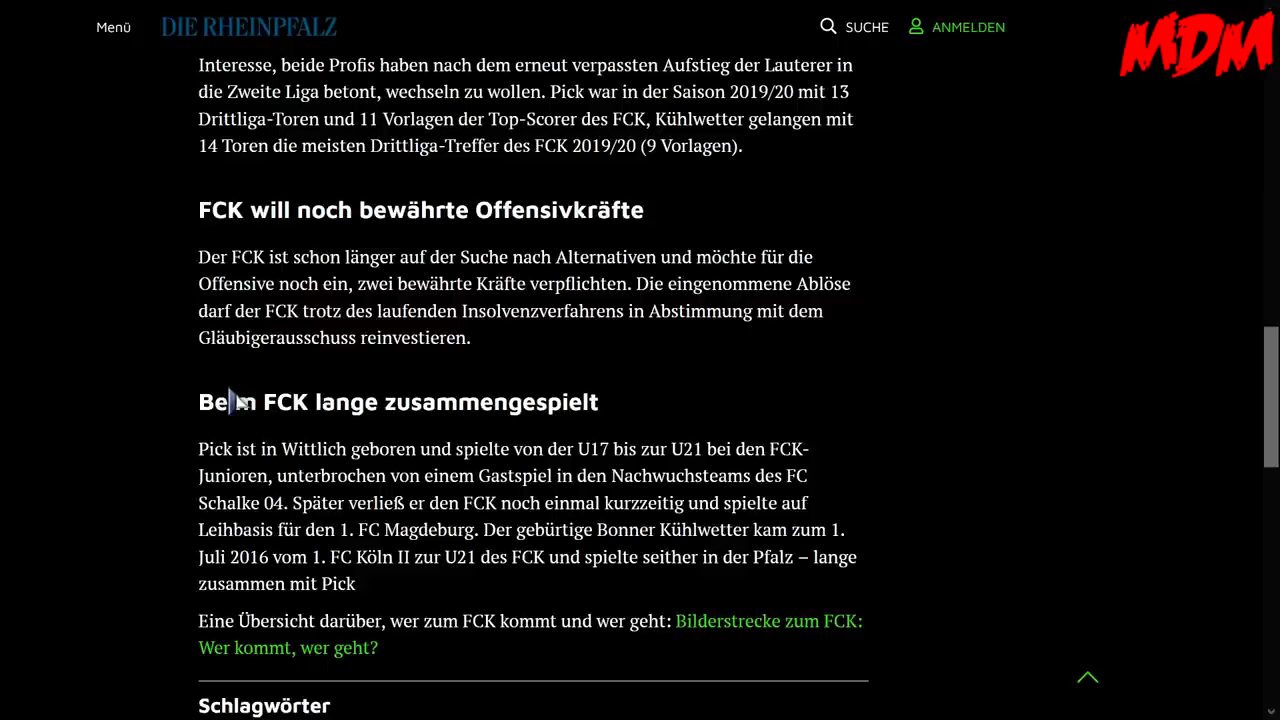 Menü
DIE RHEINPFALZ
SUCHE
ANMELDEN
MDM
Interesse, beide Profis haben nach dem erneut verpassten Aufstieg der Lauterer in
die Zweite Liga betont, wechseln zu wollen. Pick war in der Saison 2019/20 mit 13
Drittliga-Toren und 11 Vorlagen der Top-Scorer des FCK, Kühlwetter gelangen mit
14 Toren die meisten Drittliga-Treffer des FCK 2019/20 (9 Vorlagen).
FCK will noch bewährte Offensivkräfte
Der FCK ist schon länger auf der Suche nach Alternativen und möchte für die
Offensive noch ein, zwei bewährte Kräfte verpflichten. Die eingenommene Ablöse
darf der FCK trotz des laufenden Insolvenzverfahrens in Abstimmung mit dem
Gläubigerausschuss reinvestieren.
Beim FCK lange zusammengespielt
Pick ist in Wittlich geboren und spielte von der U17 bis zur U21 bei den FCK-
Junioren, unterbrochen von einem Gastspiel in den Nachwuchsteams des FC
Schalke 04. Später verließ er den FCK noch einmal kurzzeitig und spielte auf
Leihbasis für den 1. FC Magdeburg. Der gebürtige Bonner Kühlwetter kam zum 1.
Juli 2016 vom 1. FC Köln II zur U21 des FCK und spielte seither in der Pfalz – lange
zusammen mit Pick
Eine Übersicht darüber, wer zum FCK kommt und wer geht: Bilderstrecke zum FCK:
Wer kommt, wer geht?
Schlagwörter